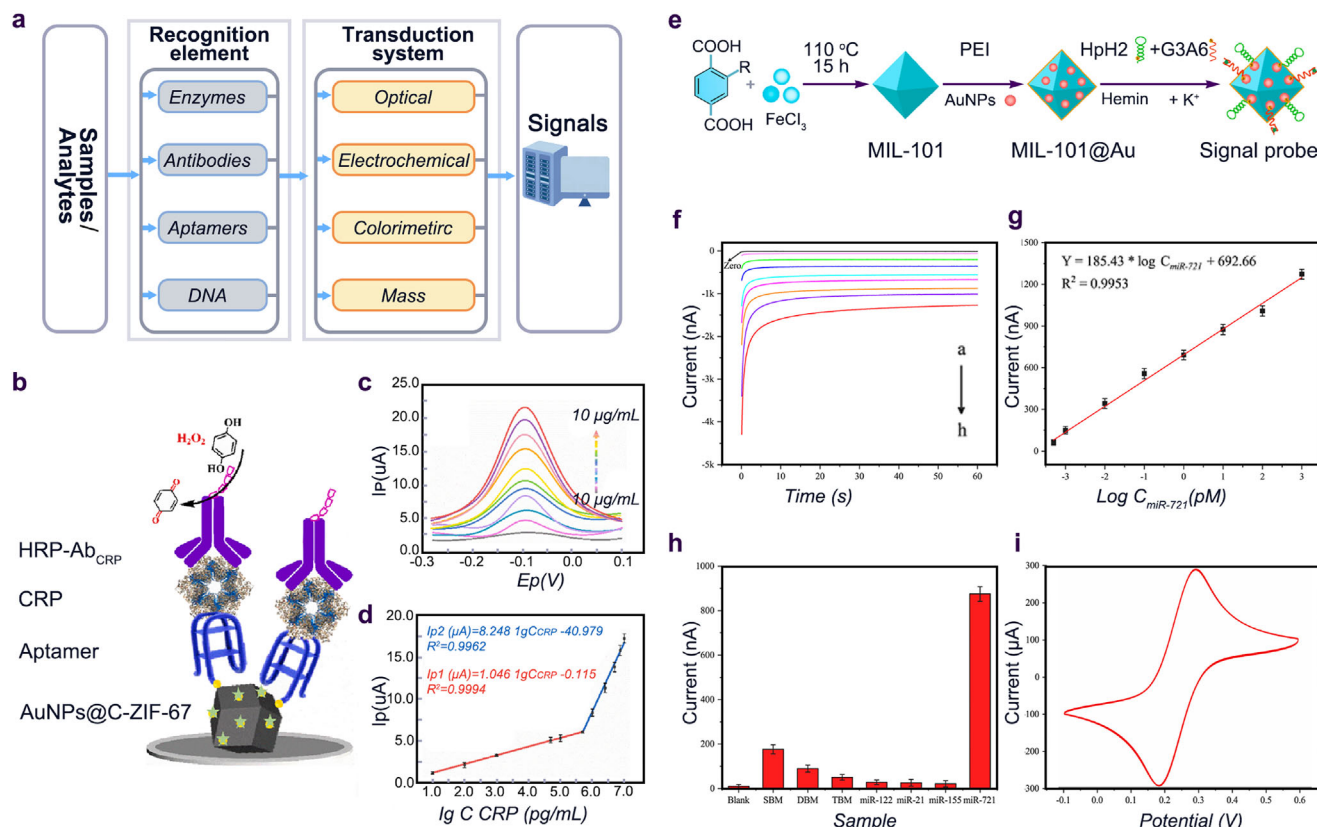 a
Samples/
Analytes
Recognition
element
Enzymes
Antibodies
Aptamers
DNA
Transduction
system
Optical
Electrochemical
Colorimetirc
Mass
Signals
b
H₂O₂
OH
HO
O
O
HRP-Ab_CRP
CRP
Aptamer
AuNPs@C-ZIF-67
c
25.0
20.0
15.0
10.0
5.0
0.0
IP(uA)
10 µg/mL
10 µg/mL
-0.3 -0.2 -0.1 0.0 0.1
Ep(V)
d
20.0
15.0
10.0
5.0
0.0
Ip(uA)
Ip2 (µA)=8.248 1gCCRP -40.979
R²=0.9962
Ip1 (µA)=1.046 1gCCRP -0.115
R²=0.9994
1.0 2.0 3.0 4.0 5.0 6.0 7.0
lg C CRP (pg/mL)
e
COOH
R
COOH
+
FeCl₃
110 °C
15 h
MIL-101
PEI
AuNPs
MIL-101@Au
HpH2 +G3A6
Hemin + K⁺
Signal probe
f
0
-1k
-2k
-3k
-4k
-5k
Current (nA)
Zero
a
h
0 10 20 30 40 50 60
Time (s)
g
1500
1200
900
600
300
0
Current (nA)
Y = 185.43 * log C_miR-721 + 692.66
R² = 0.9953
-3 -2 -1 0 1 2 3
Log C_miR-721(pM)
h
1000
900
800
600
400
200
0
Current (nA)
Blank SBM DBM TBM miR-122 miR-21 miR-155 miR-721
Sample
i
300
200
100
0
100
200
300
Current (µA)
-0.1 0.0 0.2 0.4 0.6
Potential (V)